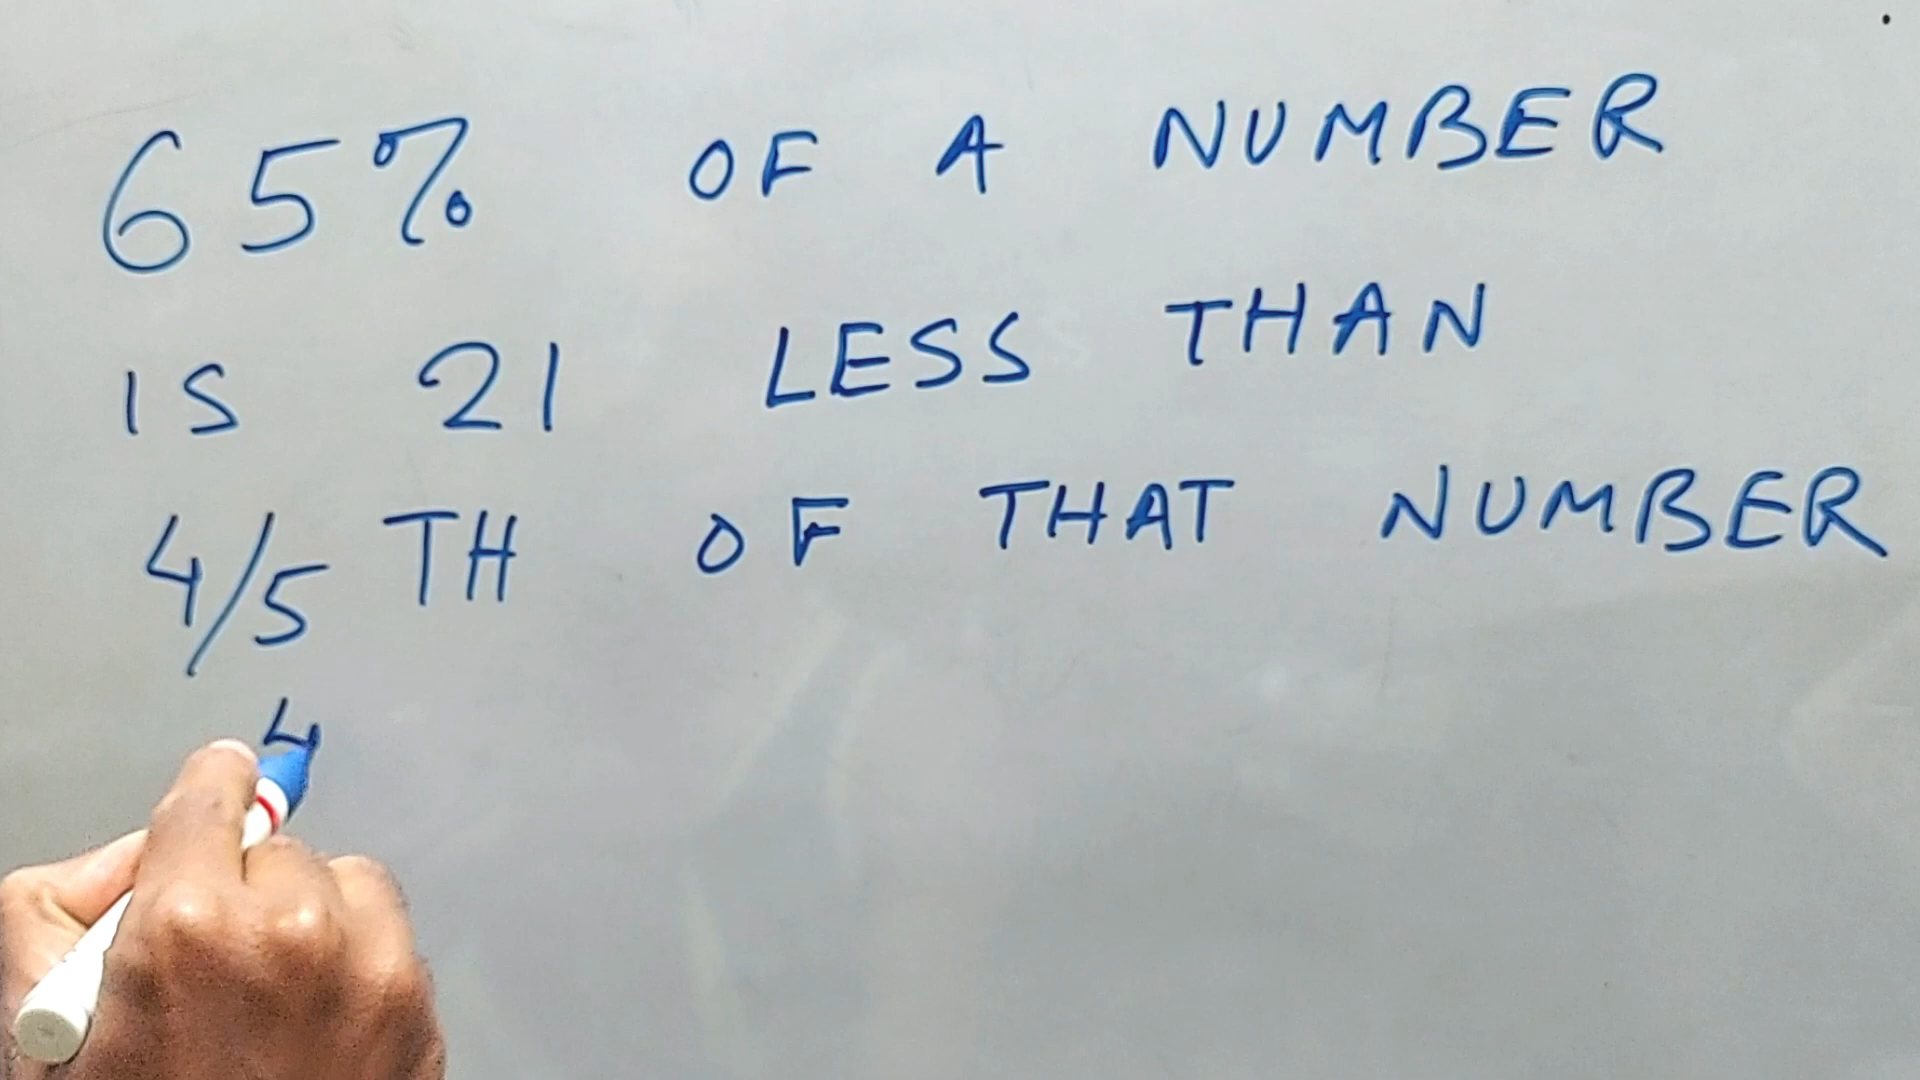 65% OF A NUMBER
IS 21 LESS THAN
4/5 TH OF THAT NUMBER
4